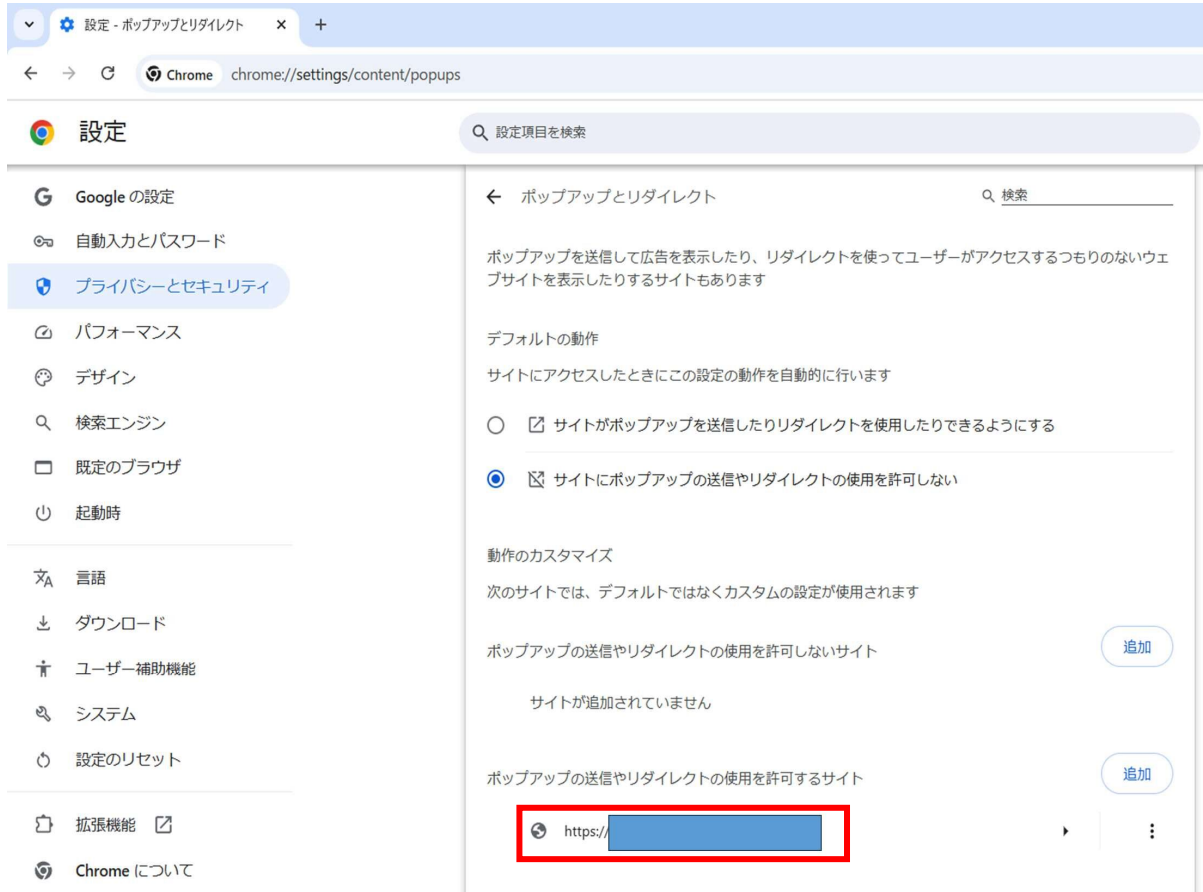 設定 - ポップアップとリダイレクト
Chrome
chrome://settings/content/popups
設定
設定項目を検索
Google の設定
自動入力とパスワード
プライバシーとセキュリティ
パフォーマンス
デザイン
検索エンジン
既定のブラウザ
起動時
言語
ダウンロード
ユーザー補助機能
システム
設定のリセット
拡張機能
Chrome について
ポップアップとリダイレクト
検索
ポップアップを送信して広告を表示したり、リダイレクトを使ってユーザーがアクセスするつもりのないウェ
ブサイトを表示したりするサイトもあります
デフォルトの動作
サイトにアクセスしたときにこの設定の動作を自動的に行います
サイトがポップアップを送信したりリダイレクトを使用したりできるようにする
サイトにポップアップの送信やリダイレクトの使用を許可しない
動作のカスタマイズ
次のサイトでは、デフォルトではなくカスタムの設定が使用されます
ポップアップの送信やリダイレクトの使用を許可しないサイト
追加
サイトが追加されていません
ポップアップの送信やリダイレクトの使用を許可するサイト
追加
https://